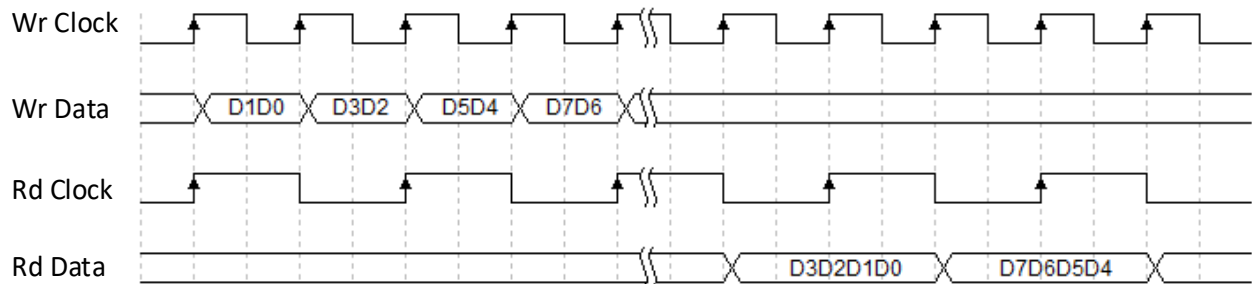 Wr Clock
Wr Data D1D0 D3D2 D5D4 D7D6
Rd Clock
Rd Data D3D2D1D0 D7D6D5D4